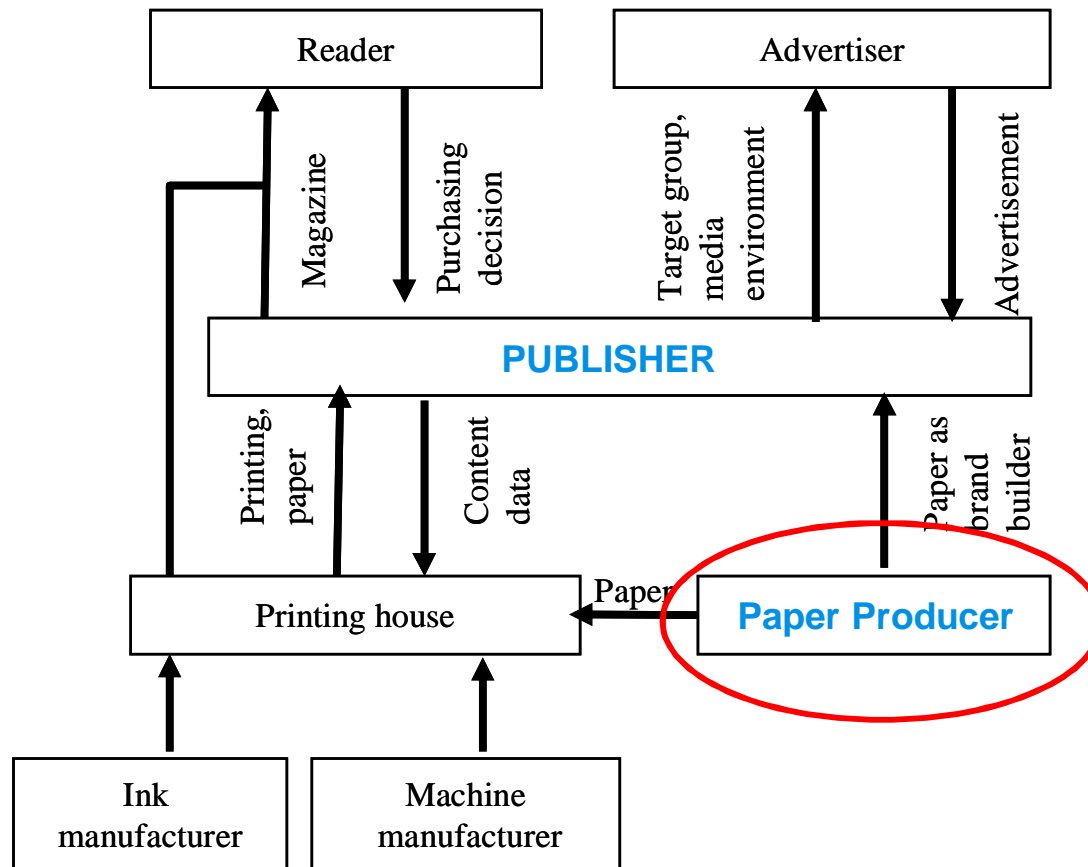 Reader
Advertiser
Magazine
Purchasing
decision
Target group,
media
environment
Advertisement
PUBLISHER
Printing,
paper
Content
data
Paper as
brand
builder
Printing house
Paper
Paper Producer
Ink
manufacturer
Machine
manufacturer